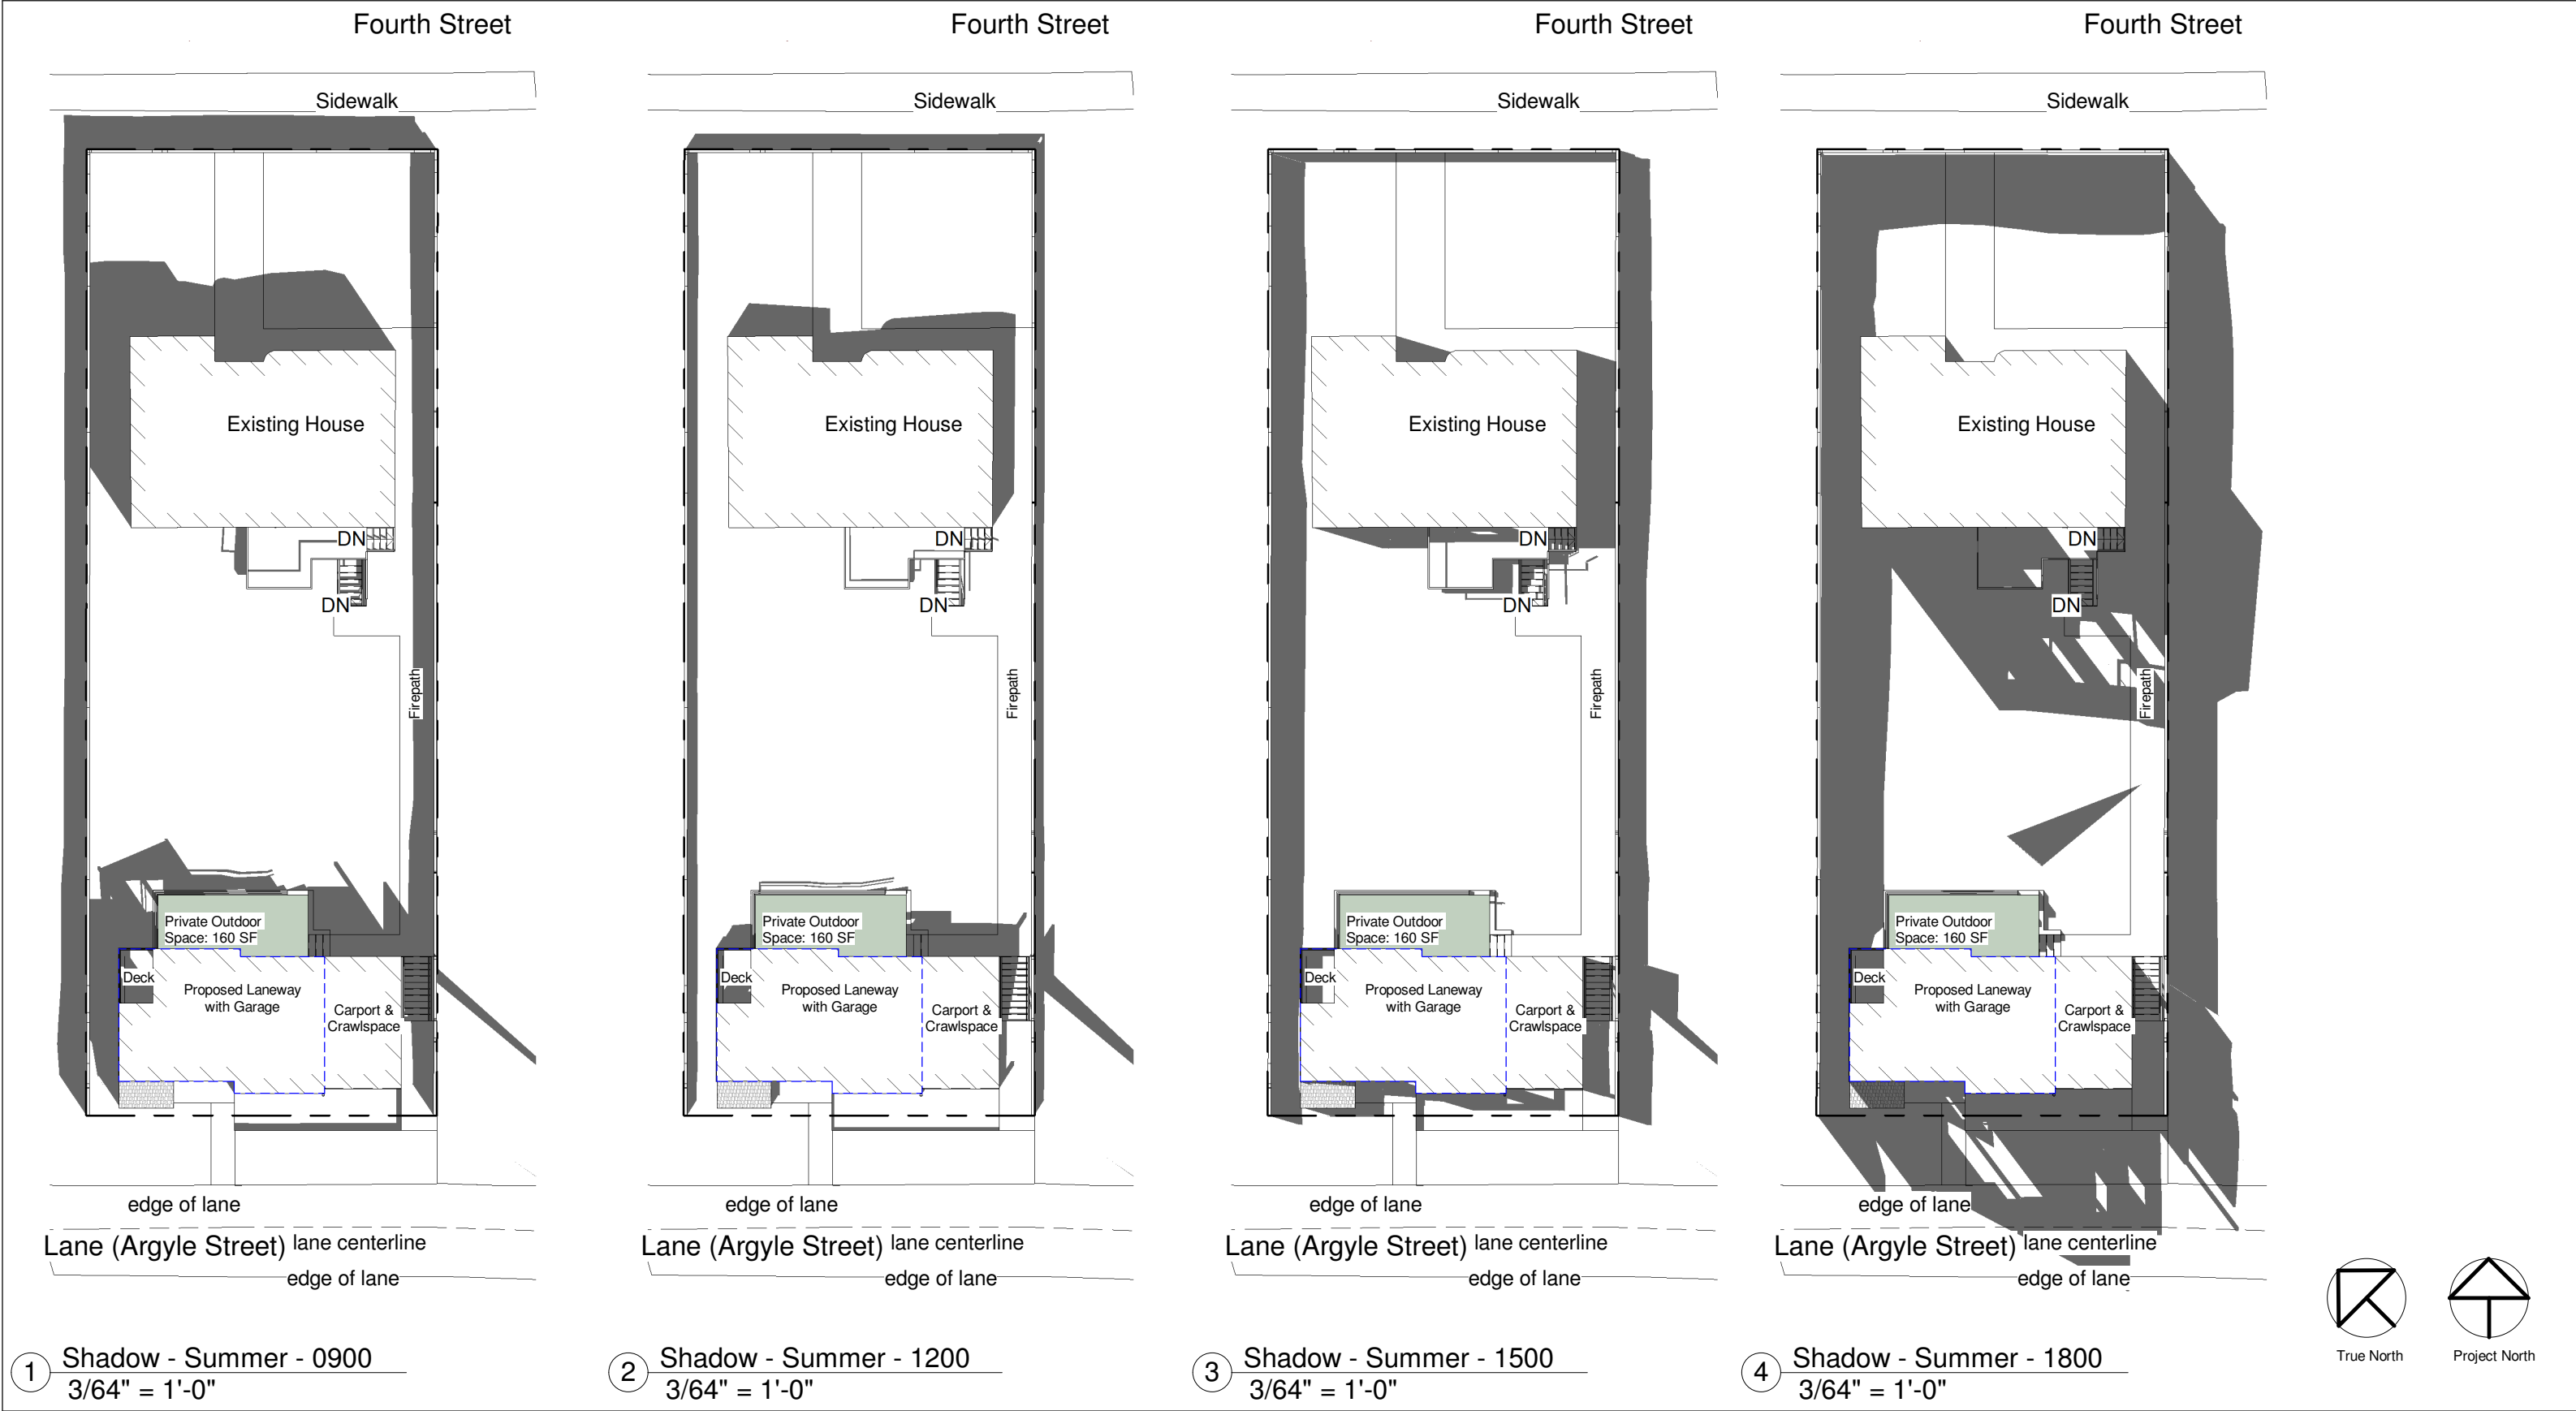 Fourth Street
Sidewalk
Existing House
DN
DN
Firepath
Private Outdoor
Space: 160 SF
Deck
Proposed Laneway
with Garage
Carport &
Crawlspace
edge of lane
Lane (Argyle Street) lane centerline
edge of lane
1 Shadow - Summer - 0900
3/64" = 1'-0"
Fourth Street
Sidewalk
Existing House
DN
DN
Firepath
Private Outdoor
Space: 160 SF
Deck
Proposed Laneway
with Garage
Carport &
Crawlspace
edge of lane
Lane (Argyle Street) lane centerline
edge of lane
2 Shadow - Summer - 1200
3/64" = 1'-0"
Fourth Street
Sidewalk
Existing House
DN
DN
Firepath
Private Outdoor
Space: 160 SF
Deck
Proposed Laneway
with Garage
Carport &
Crawlspace
edge of lane
Lane (Argyle Street) lane centerline
edge of lane
3 Shadow - Summer - 1500
3/64" = 1'-0"
Fourth Street
Sidewalk
Existing House
DN
DN
Firepath
Private Outdoor
Space: 160 SF
Deck
Proposed Laneway
with Garage
Carport &
Crawlspace
edge of lane
Lane (Argyle Street) lane centerline
edge of lane
4 Shadow - Summer - 1800
3/64" = 1'-0"
True North
Project North